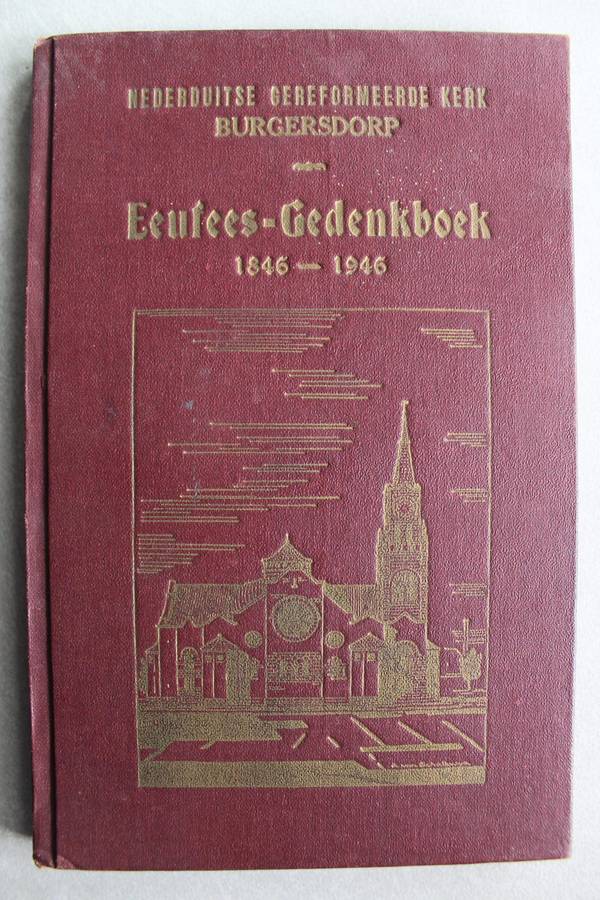 NEDERDUITSE GEREFORMEERDE KERK
BURGERSDORP
Eeufees-Gedenkboek
1846 — 1946